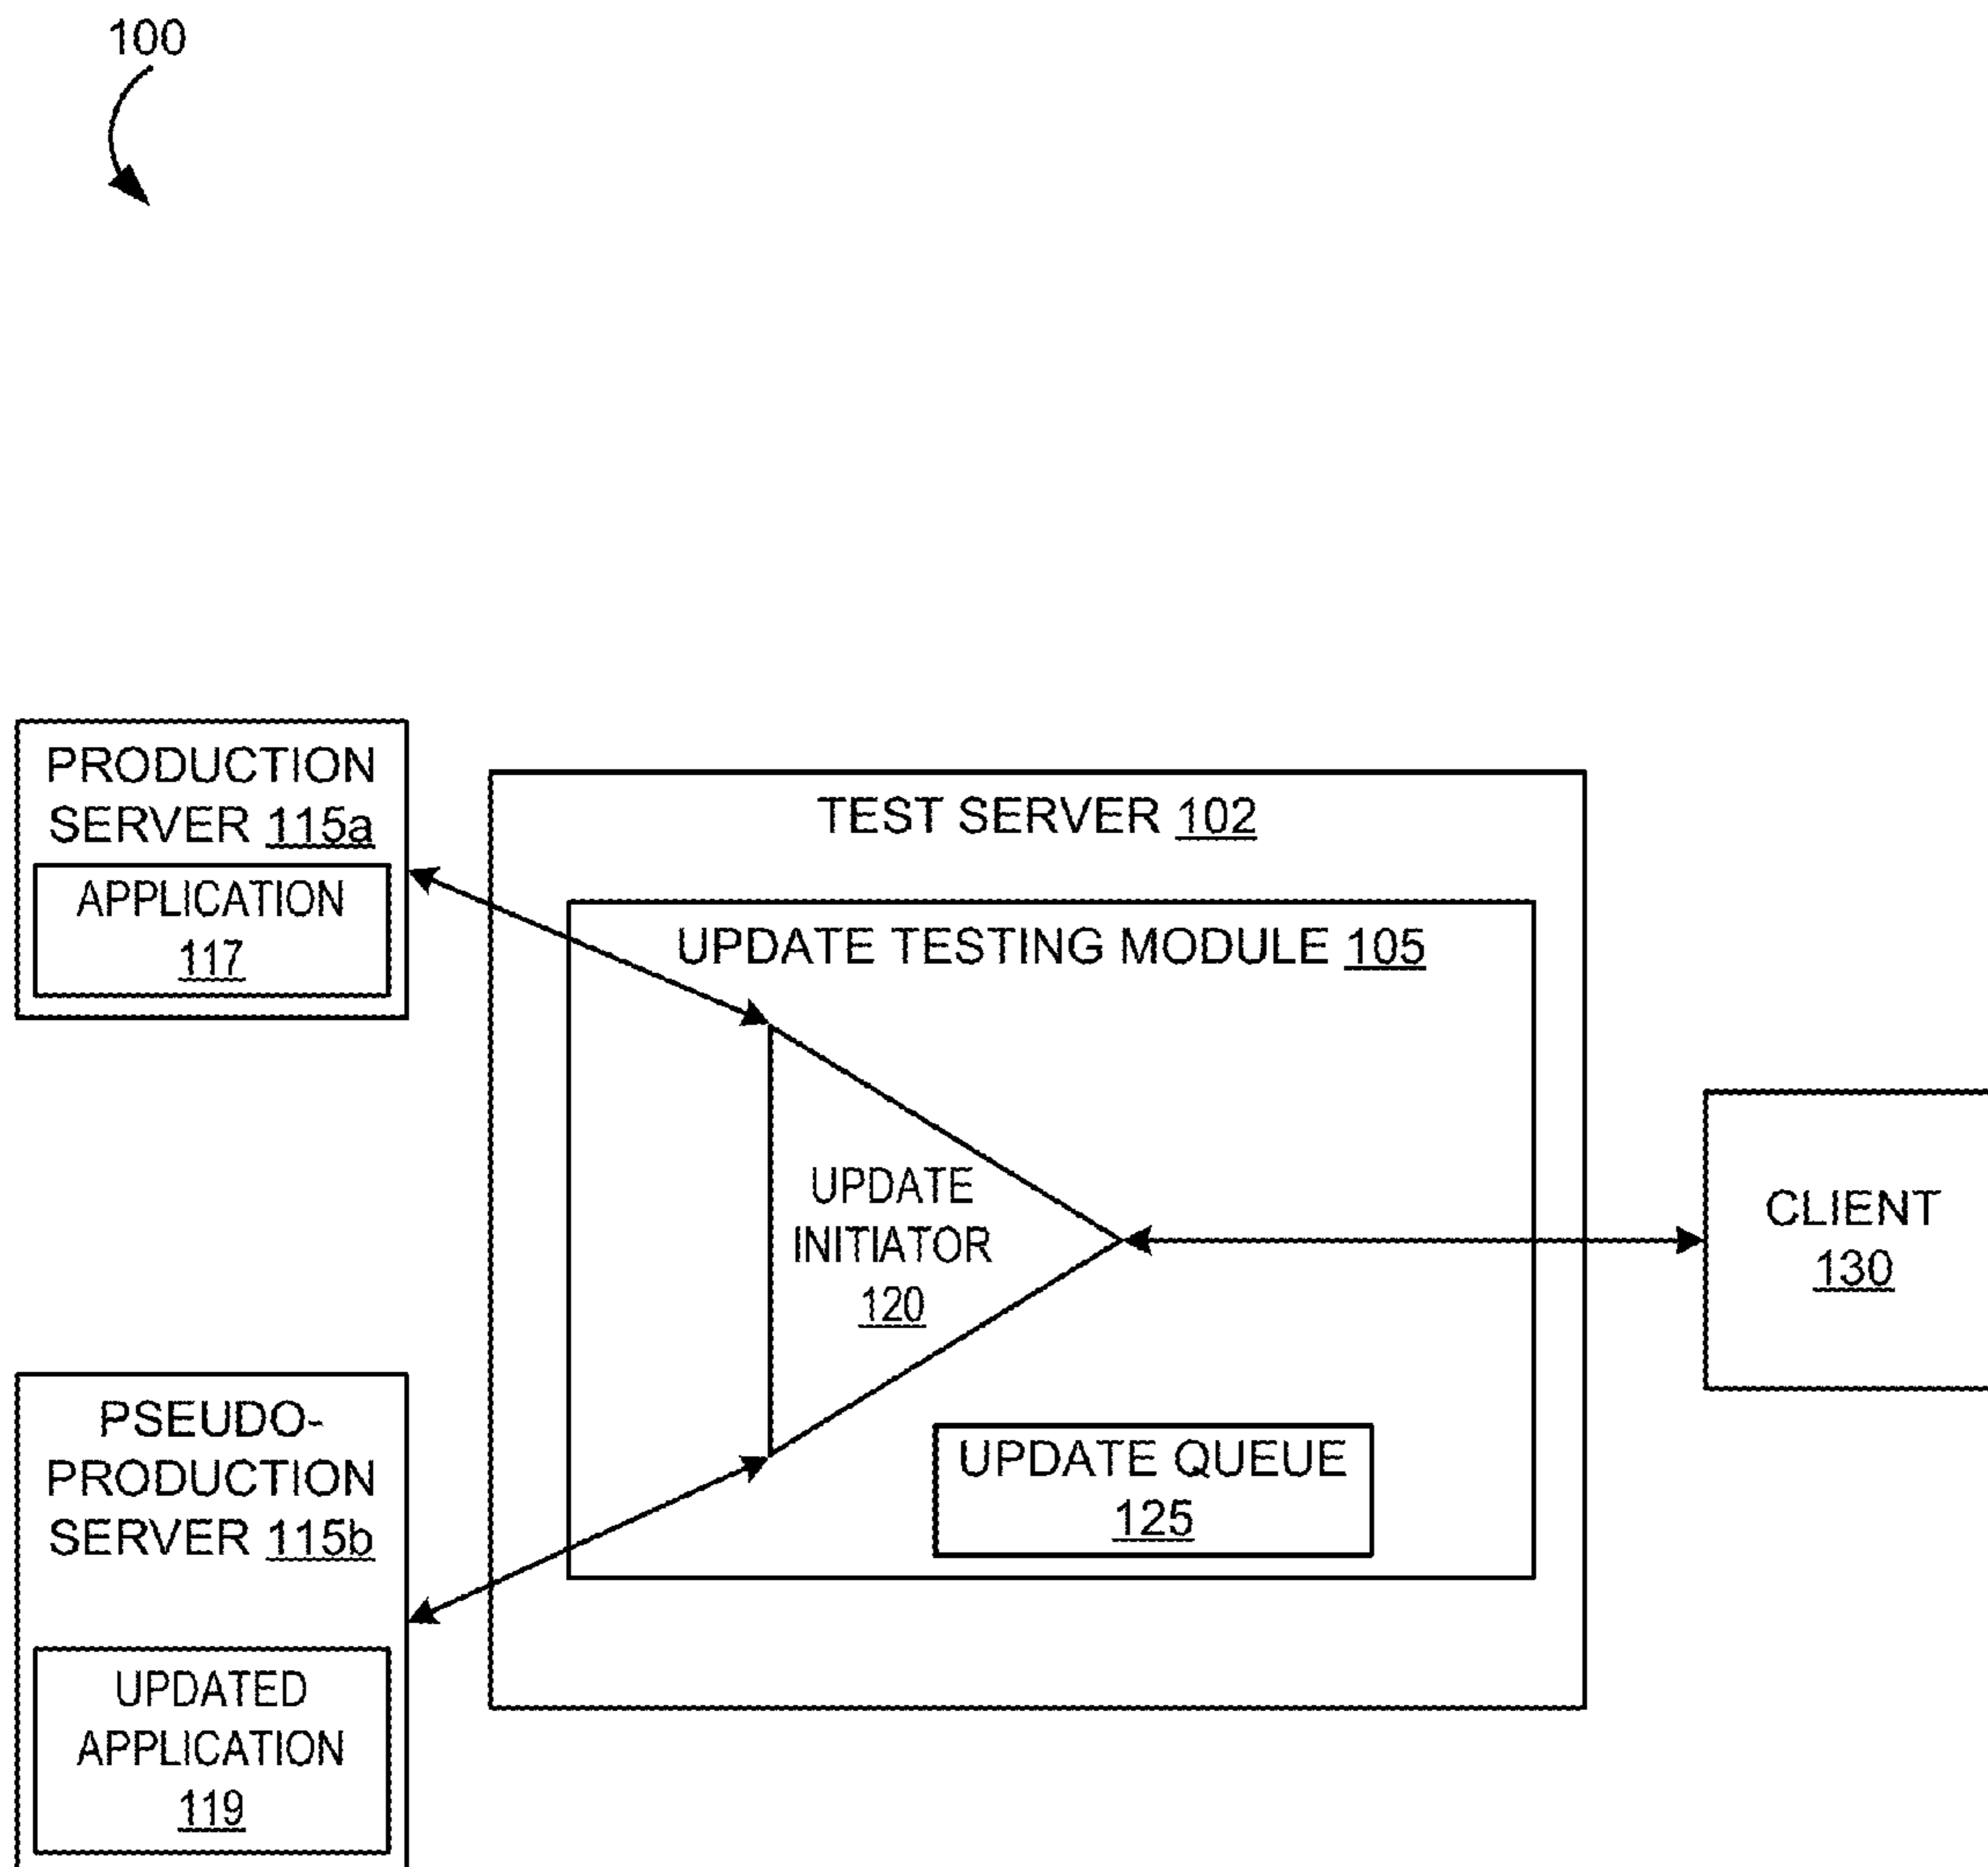 100
PRODUCTION
SERVER 115a
APPLICATION
117
TEST SERVER 102
UPDATE TESTING MODULE 105
UPDATE
INITIATOR
120
UPDATE QUEUE
125
CLIENT
130
PSEUDO-
PRODUCTION
SERVER 115b
UPDATED
APPLICATION
119